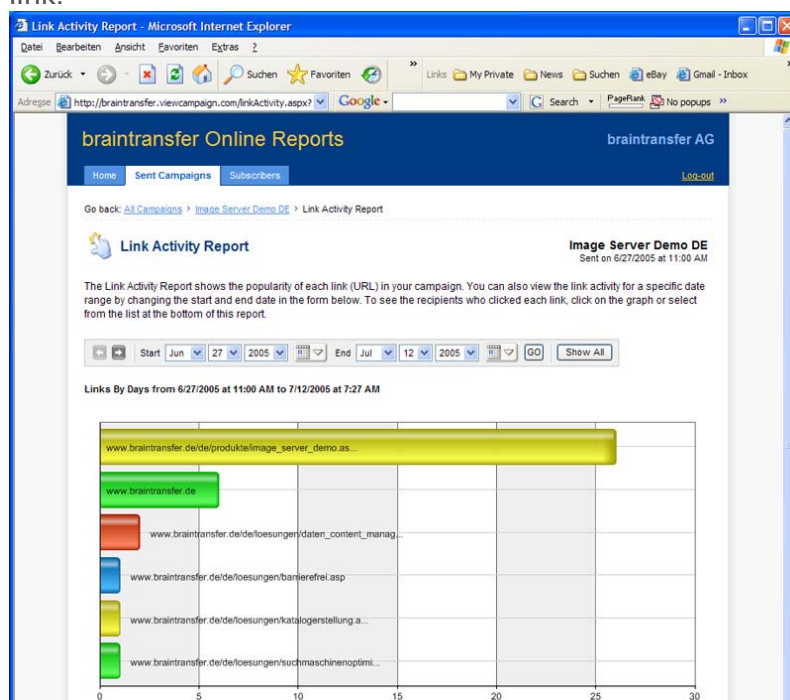 link.
Link Activity Report - Microsoft Internet Explorer
Datei Bearbeiten Ansicht Favoriten Extras ?
Zurück Suchen Favoriten » Links My Private News Suchen eBay Gmail - Inbox »
Adresse http://braintransfer.viewcampaign.com/linkActivity.aspx? Google Search PageRank No popups »
braintransfer Online Reports braintransfer AG
Home Sent Campaigns Subscribers Log-out
Go back: All Campaigns > Image Server Demo DE > Link Activity Report
Link Activity Report Image Server Demo DE
Sent on 6/27/2005 at 11:00 AM
The Link Activity Report shows the popularity of each link (URL) in your campaign. You can also view the link activity for a specific date
range by changing the start and end date in the form below. To see the recipients who clicked each link, click on the graph or select
from the list at the bottom of this report.
Start Jun 27 2005 End Jul 12 2005 GO Show All
Links By Days from 6/27/2005 at 11:00 AM to 7/12/2005 at 7:27 AM
www.braintransfer.de/de/produkte/image_server_demo.as...
www.braintransfer.de
www.braintransfer.de/de/loesungen/daten_content_manag...
www.braintransfer.de/de/loesungen/barrierefrei.asp
www.braintransfer.de/de/loesungen/katalogerstellung.a...
www.braintransfer.de/de/loesungen/suchmaschinenoptimi...
0 5 10 15 20 25 30